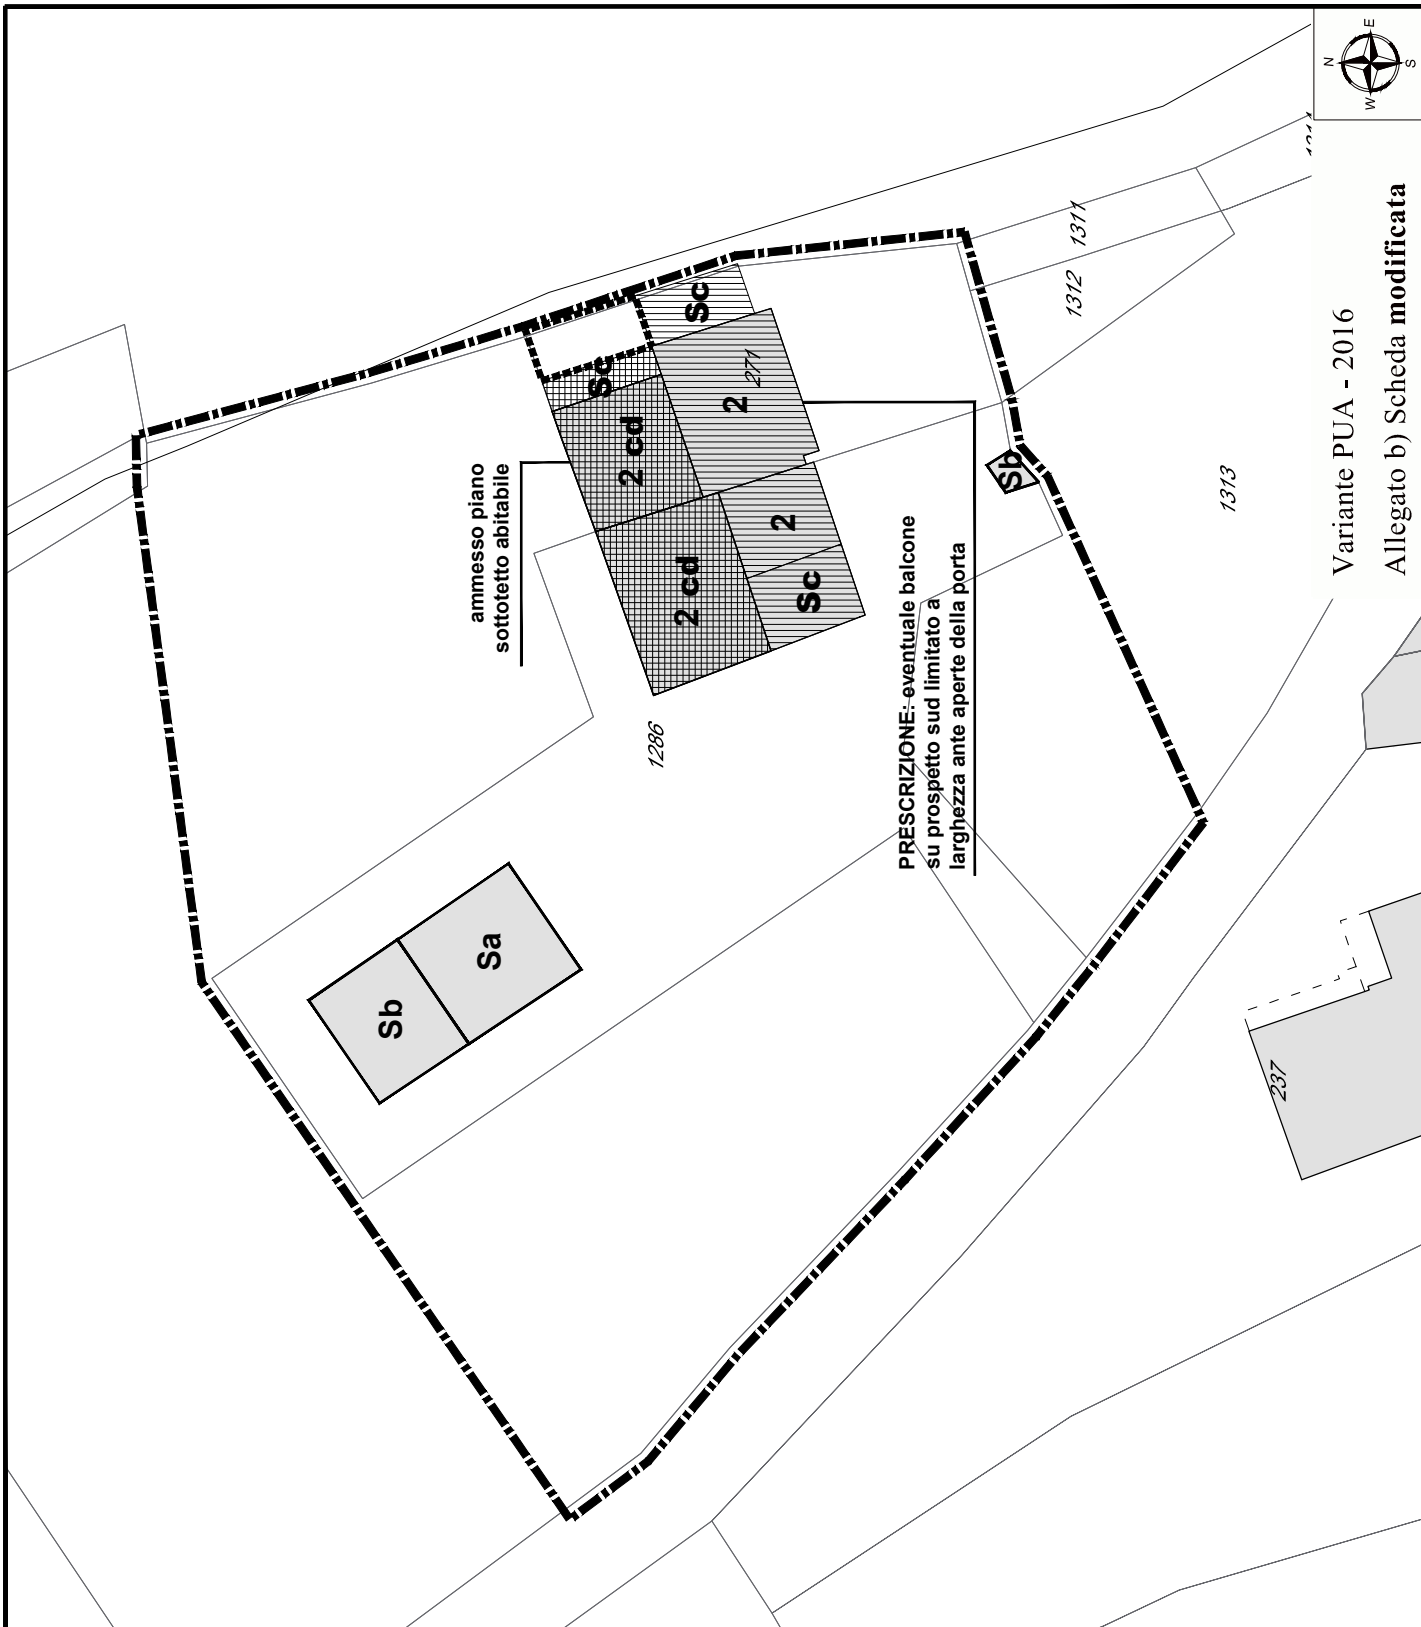 Variante PUA - 2016
Allegato b) Scheda modificata
N
E
S
W
ammesso piano
sottotetto abitabile
PRESCRIZIONE: eventuale balcone
su prospetto sud limitato a
larghezza ante aperte della porta
Sc
Sc
2 cd
2
271
2 cd
2
Sc
Sb
Sb
Sa
1286
1311
1312
1313
237